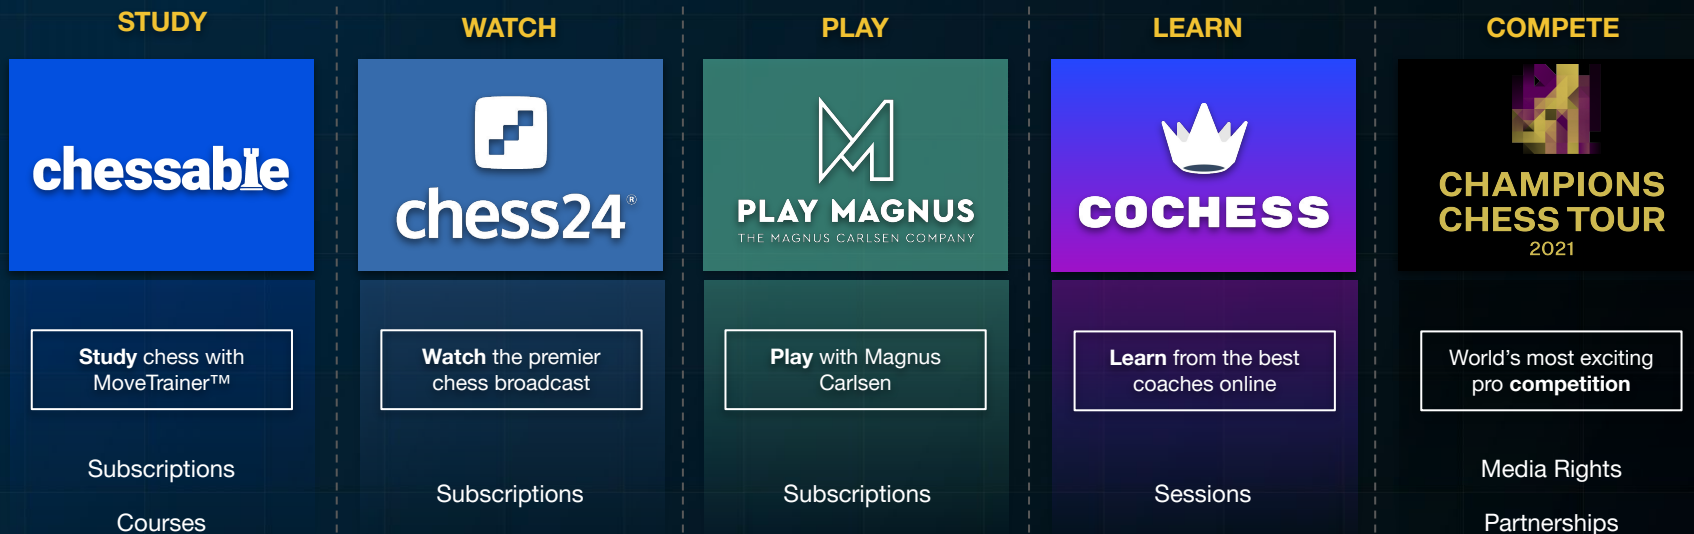 STUDY
chessable
Study chess with
MoveTrainer™
Subscriptions
Courses
WATCH
chess24®
Watch the premier
chess broadcast
Subscriptions
PLAY
PLAY MAGNUS
THE MAGNUS CARLSEN COMPANY
Play with Magnus
Carlsen
Subscriptions
LEARN
COCHESS
Learn from the best
coaches online
Sessions
COMPETE
CHAMPIONS
CHESS TOUR
2021
World's most exciting
pro competition
Media Rights
Partnerships